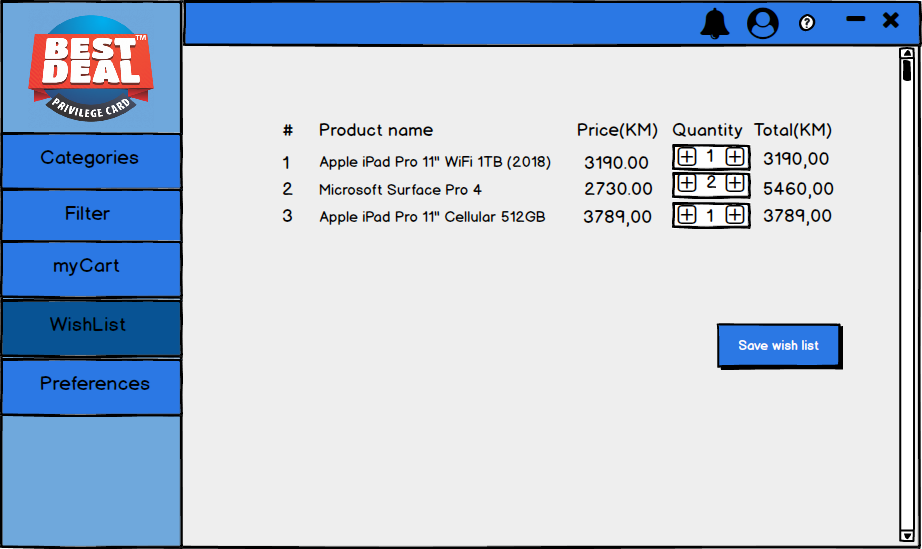 BEST
DEAL™
PRIVILEGE CARD
?
Categories
Filter
myCart
WishList
Preferences
# Product name Price(KM) Quantity Total(KM)
1 Apple iPad Pro 11" WiFi 1TB (2018) 3190.00 + 1 + 3190,00
2 Microsoft Surface Pro 4 2730.00 + 2 + 5460,00
3 Apple iPad Pro 11" Cellular 512GB 3789,00 + 1 + 3789,00
Save wish list